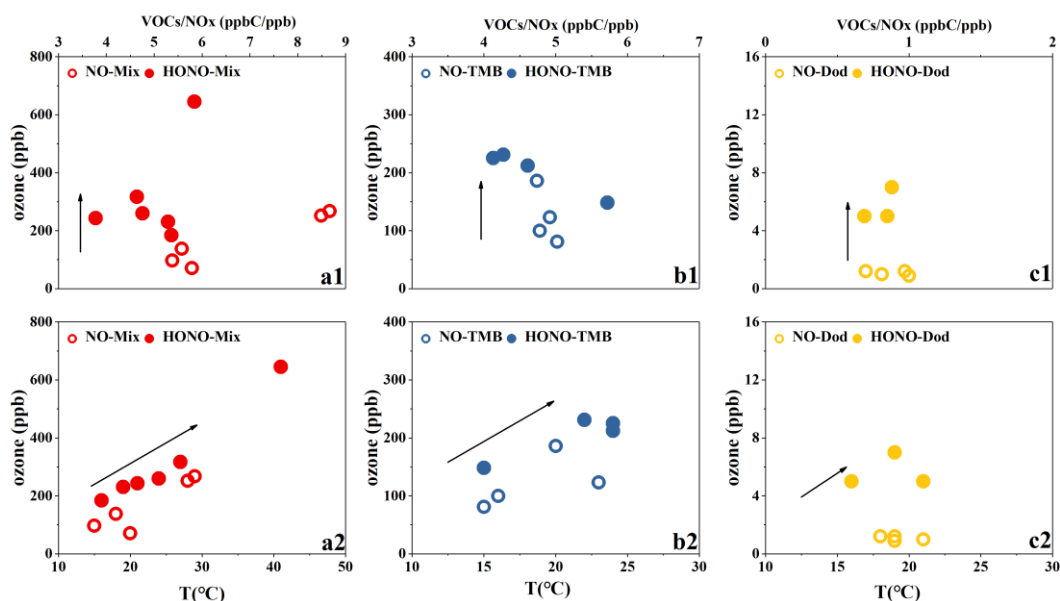 VOCs/NOx (ppbC/ppb) VOCs/NOx (ppbC/ppb) VOCs/NOx (ppbC/ppb)
3 4 5 6 7 8 9 3 4 5 6 7 0 1 2
800 400 16
NO-Mix HONO-Mix NO-TMB HONO-TMB NO-Dod HONO-Dod
600 300 12
ozone (ppb) ozone (ppb) ozone (ppb)
400 200 8
200 100 4
a1 b1 c1
0 0 0
800 400 16
NO-Mix HONO-Mix NO-TMB HONO-TMB NO-Dod HONO-Dod
600 300 12
ozone (ppb) ozone (ppb) ozone (ppb)
400 200 8
200 100 4
a2 b2 c2
0 0 0
10 20 30 40 50 10 15 20 25 30 10 15 20 25 30
T(°C) T(°C) T(°C)